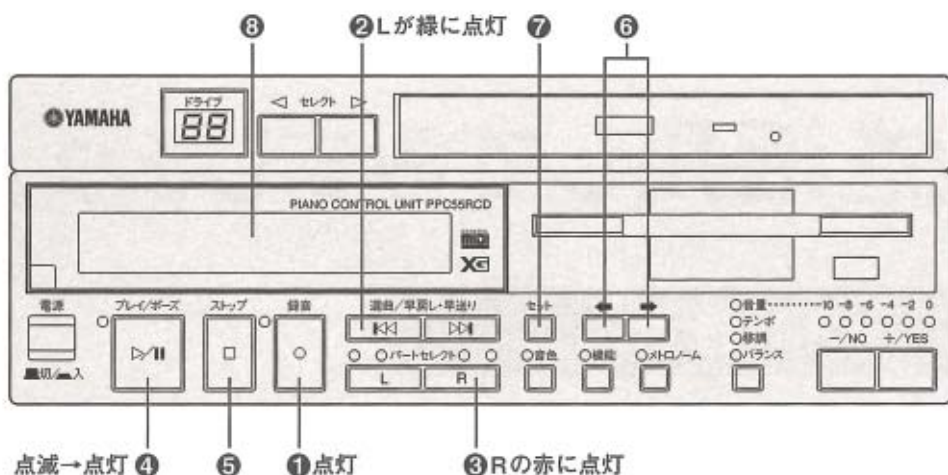 ❽ ❷Lが緑に点灯 ❼ ❻
YAMAHA
ドライブ
88
◁ セレクト ▷
PIANO CONTROL UNIT PPC55RCD
XG
電源 プレイ/ポーズ ストップ 録音 選曲/早戻し・早送り セット
音量 -10 -8 -6 -4 -2 0
テンポ
移調
バランス
パートセレクト
音色 機能 メトロノーム
-/NO +/YES
L R
切/入
点滅→点灯 ❹ ❺ ❶点灯 ❸Rの赤に点灯